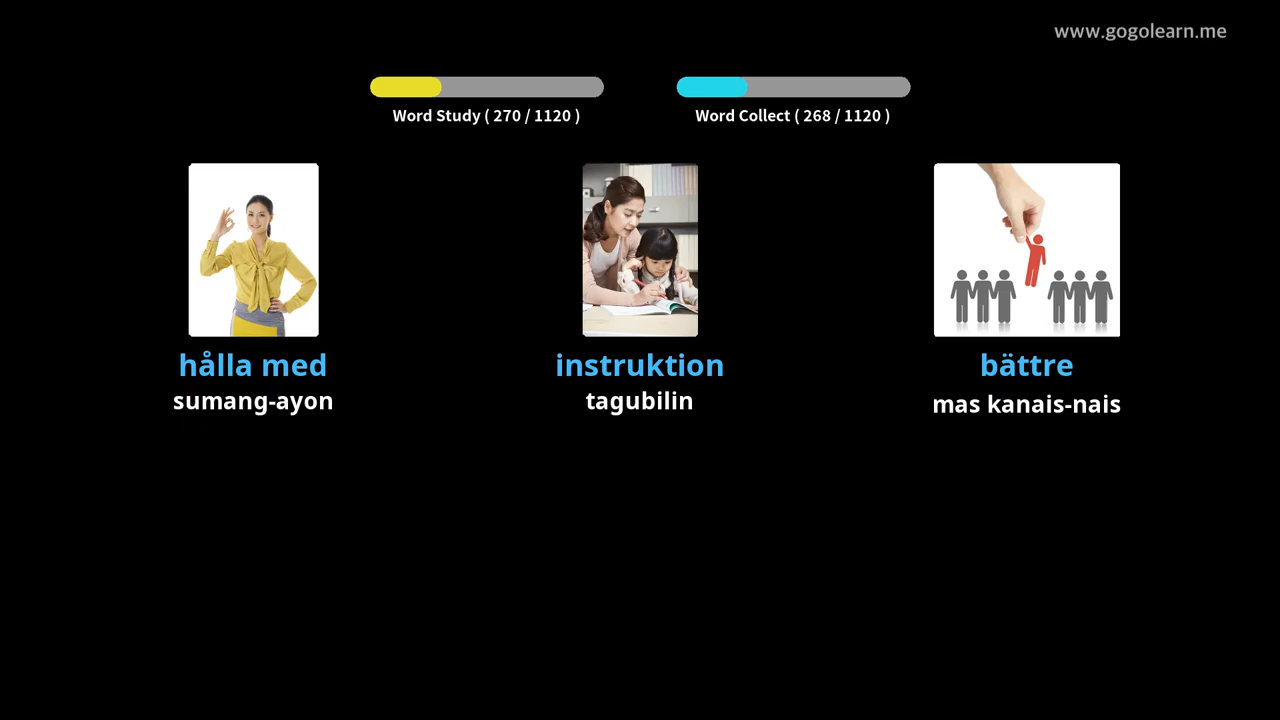 www.gogolearn.me
Word Study ( 270 / 1120 )
Word Collect ( 268 / 1120 )
hålla med
sumang-ayon
instruktion
tagubilin
bättre
mas kanais-nais